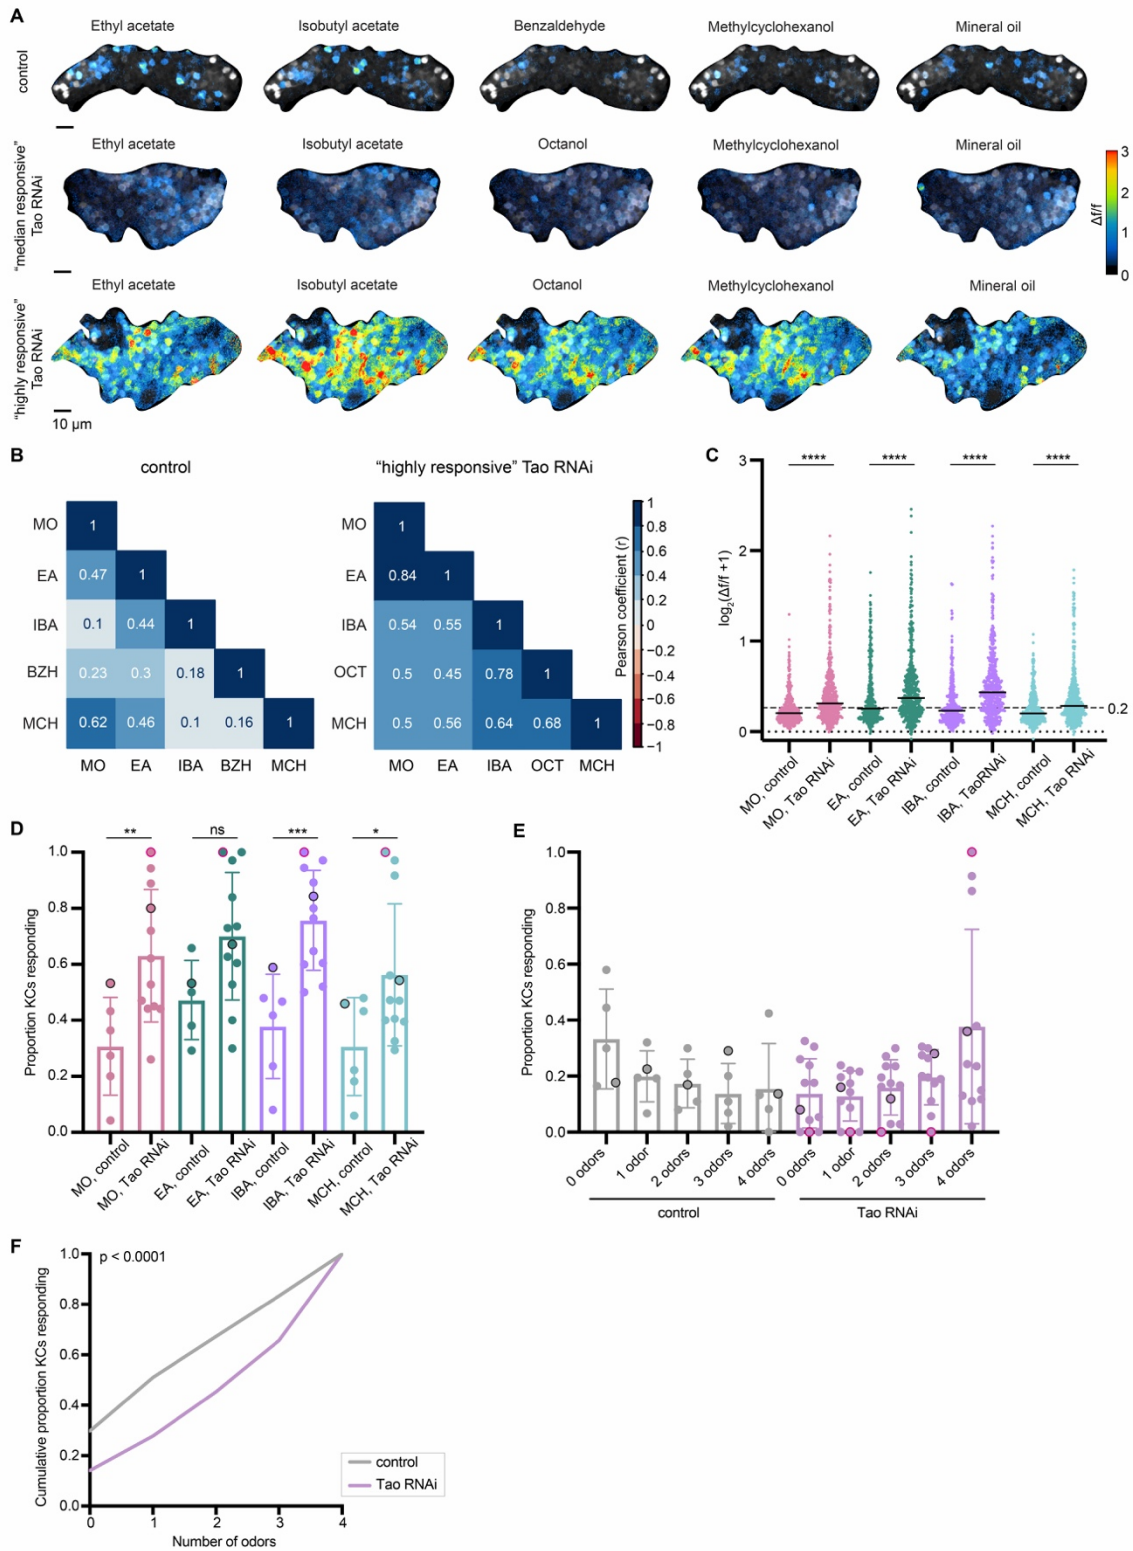 A
Ethyl acetate Isobutyl acetate Benzaldehyde Methylcyclohexanol Mineral oil
control
Ethyl acetate Isobutyl acetate Octanol Methylcyclohexanol Mineral oil
"median responsive"
Tao RNAi
Ethyl acetate Isobutyl acetate Octanol Methylcyclohexanol Mineral oil
"highly responsive"
Tao RNAi
10 µm
3
2
1
0
Δf/f
B
control
MO
EA
IBA
BZH
MCH
1
0.47 1
0.1 0.44 1
0.23 0.3 0.18 1
0.62 0.46 0.1 0.16 1
MO EA IBA BZH MCH
"highly responsive" Tao RNAi
MO
EA
IBA
OCT
MCH
1
0.84 1
0.54 0.55 1
0.5 0.45 0.78 1
0.5 0.56 0.64 0.68 1
MO EA IBA OCT MCH
Pearson coefficient (r)
1
0.8
0.6
0.4
0.2
0
−0.2
−0.4
−0.6
−0.8
−1
C
log2(Δf/f +1)
3
2
1
0
**** **** **** ****
0.2
MO, control
MO, Tao RNAi
EA, control
EA, Tao RNAi
IBA, control
IBA, TaoRNAi
MCH, control
MCH, Tao RNAi
D
Proportion KCs responding
1.0
0.8
0.6
0.4
0.2
0.0
** ns *** *
MO, control
MO, Tao RNAi
EA, control
EA, Tao RNAi
IBA, control
IBA, Tao RNAi
MCH, control
MCH, Tao RNAi
E
Proportion KCs responding
1.0
0.8
0.6
0.4
0.2
0.0
0 odors
1 odor
2 odors
3 odors
4 odors
0 odors
1 odor
2 odors
3 odors
4 odors
control Tao RNAi
F
p < 0.0001
Cumulative proportion KCs responding
1.0
0.8
0.6
0.4
0.2
0.0
0 1 2 3 4
Number of odors
control
Tao RNAi